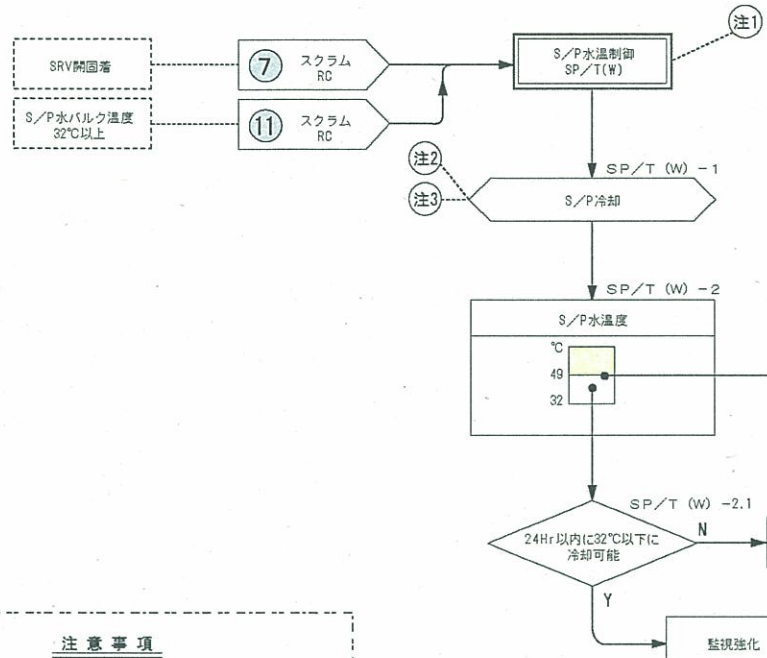 注1
SRV開固着
7
スクラム
RC
S/P水温制御
SP/T(W)
S/P水バルク温度
32℃以上
11
スクラム
RC
注2
注3
SP/T (W) -1
S/P冷却
SP/T (W) -2
S/P水温度
℃
49
32
SP/T (W) -2.1
24Hr以内に32℃以下に
冷却可能
N
Y
監視強化
注意事項